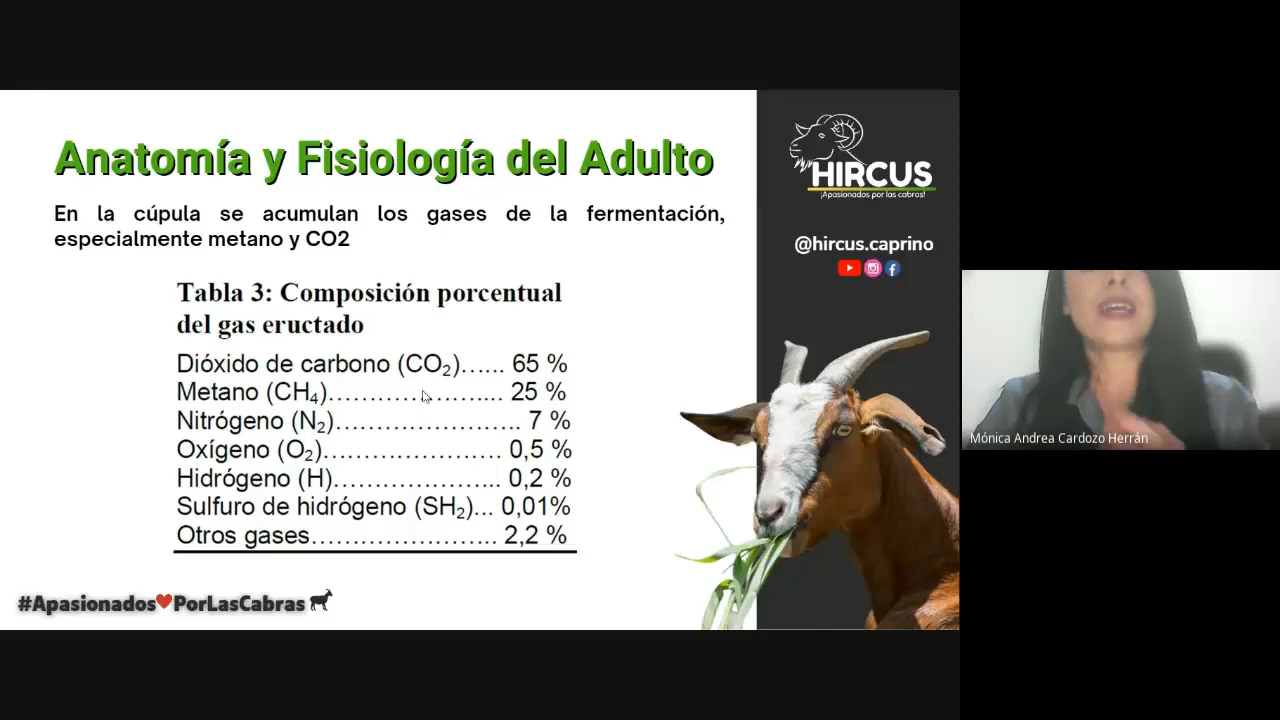 Anatomía y Fisiología del Adulto
En la cúpula se acumulan los gases de la fermentación,
especialmente metano y CO2
Tabla 3: Composición porcentual
del gas eructado
Dióxido de carbono (CO₂)...... 65 %
Metano (CH₄)........................ 25 %
Nitrógeno (N₂)......................... 7 %
Oxígeno (O₂)......................... 0,5 %
Hidrógeno (H)....................... 0,2 %
Sulfuro de hidrógeno (SH₂)... 0,01%
Otros gases.......................... 2,2 %
#Apasionados❤PorLasCabras
HIRCUS
¡Apasionados por las cabras!
@hircus.caprino
Mónica Andrea Cardozo Herrán